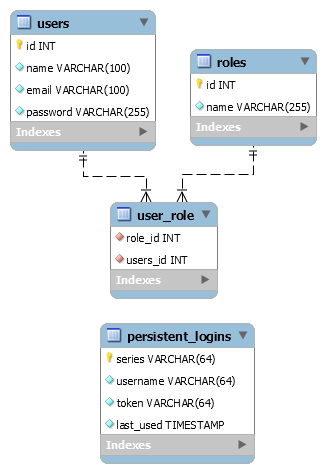 users
id INT
name VARCHAR(100)
email VARCHAR(100)
password VARCHAR(255)
Indexes
roles
id INT
name VARCHAR(255)
Indexes
user_role
role_id INT
users_id INT
Indexes
persistent_logins
series VARCHAR(64)
username VARCHAR(64)
token VARCHAR(64)
last_used TIMESTAMP
Indexes